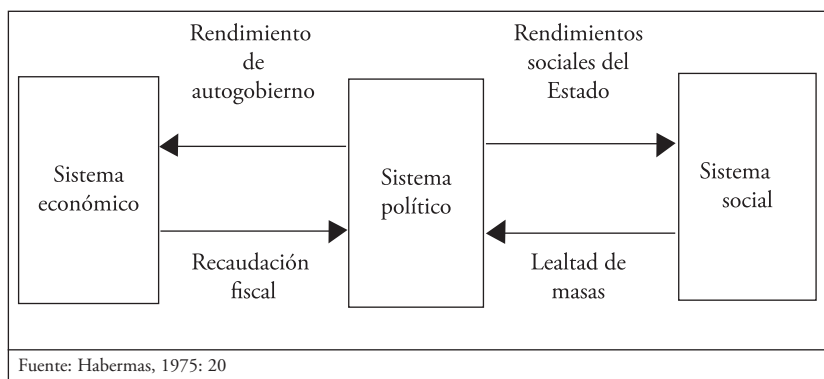 Rendimiento
de
autogobierno
Rendimientos
sociales del
Estado
Sistema
económico
Sistema
político
Sistema
social
Recaudación
fiscal
Lealtad de
masas
Fuente: Habermas, 1975: 20